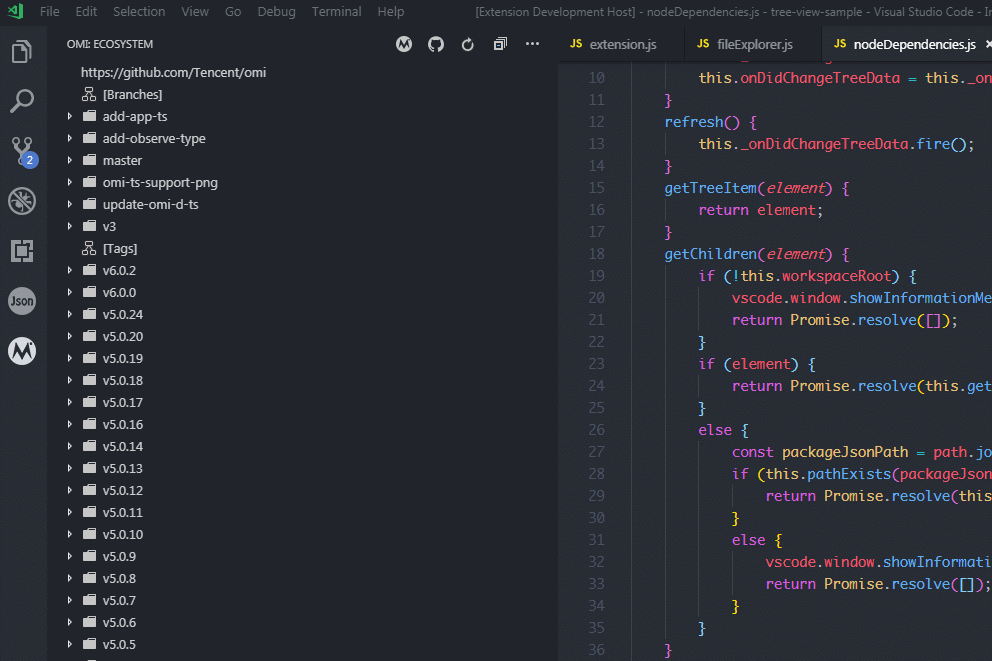 File Edit Selection View Go Debug Terminal Help [Extension Development Host] - nodeDependencies.js - tree-view-sample - Visual Studio Code - In
OMI: ECOSYSTEM
JS extension.js JS fileExplorer.js JS nodeDependencies.js
https://github.com/Tencent/omi
[Branches]
add-app-ts
add-observe-type
master
omi-ts-support-png
update-omi-d-ts
v3
[Tags]
v6.0.2
v6.0.0
v5.0.24
v5.0.20
v5.0.19
v5.0.18
v5.0.17
v5.0.16
v5.0.14
v5.0.13
v5.0.12
v5.0.11
v5.0.10
v5.0.9
v5.0.8
v5.0.7
v5.0.6
v5.0.5
2
Json
10 this.onDidChangeTreeData = this._on
11 }
12 refresh() {
13 this._onDidChangeTreeData.fire();
14 }
15 getTreeItem(element) {
16 return element;
17 }
18 getChildren(element) {
19 if (!this.workspaceRoot) {
20 vscode.window.showInformationMe
21 return Promise.resolve([]);
22 }
23 if (element) {
24 return Promise.resolve(this.get
25 }
26 else {
27 const packageJsonPath = path.jo
28 if (this.pathExists(packageJson
29 return Promise.resolve(this
30 }
31 else {
32 vscode.window.showInformati
33 return Promise.resolve([]);
34 }
35 }
36 }